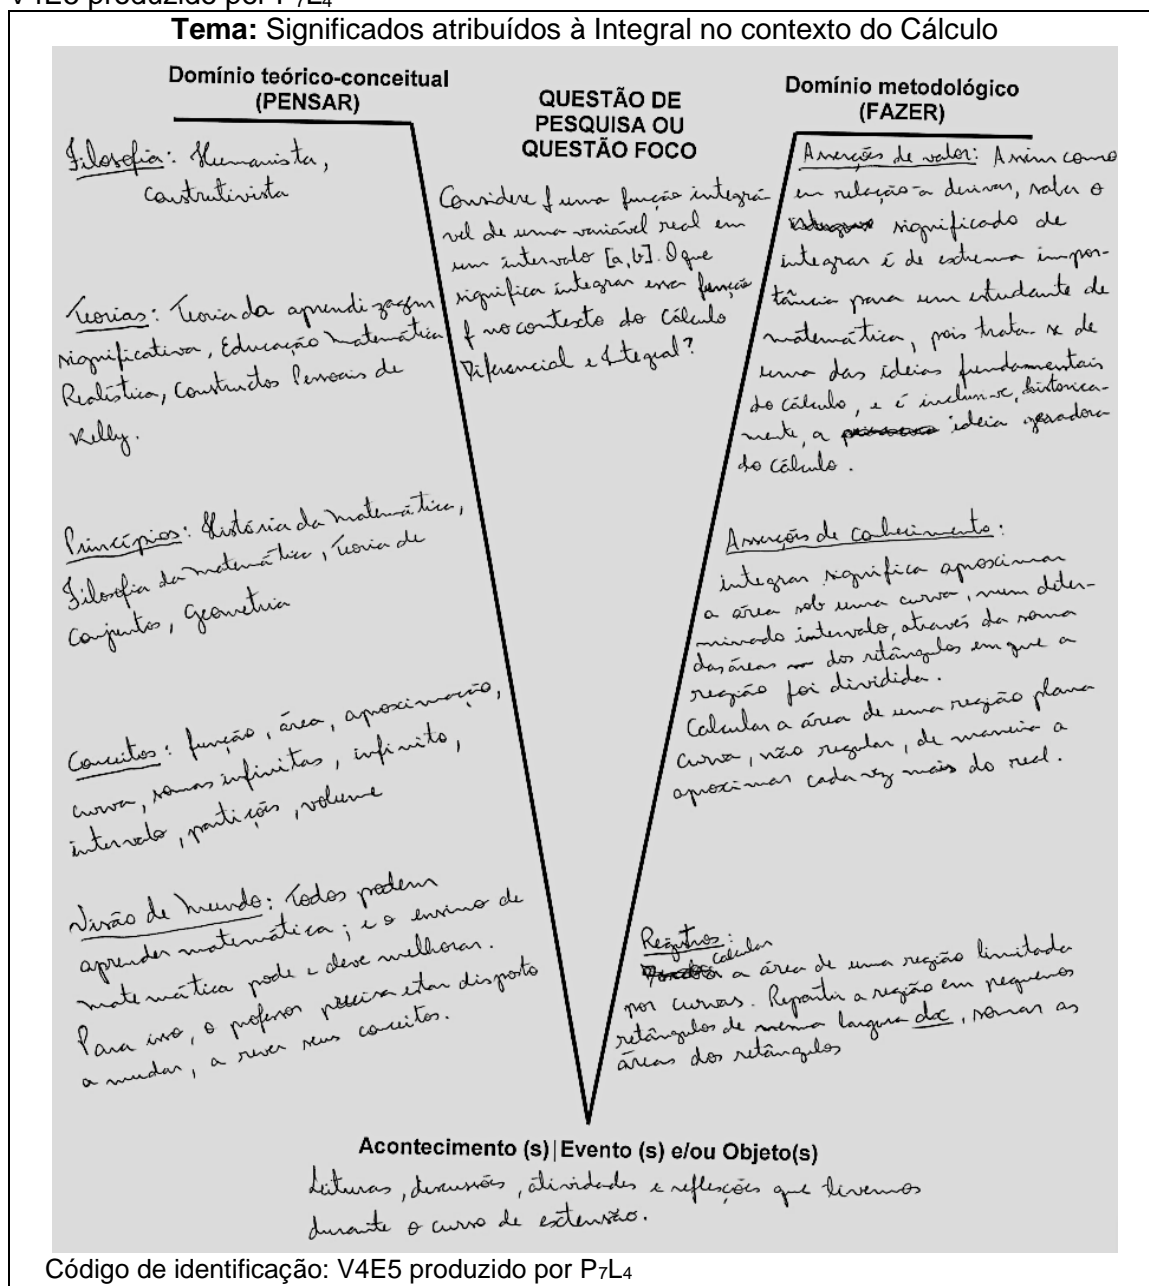 V4E5 produzido por P7L4
Tema: Significados atribuídos à Integral no contexto do Cálculo
Domínio teórico-conceitual
(PENSAR)
Filosofia: Humanista,
construtivista
Teorias: Teoria da aprendizagem
significativa, Educação Matemática
Realística, Constructos Pessoais de
Kelly.
Princípios: História da Matemática,
Filosofia da matemática, Teoria de
Conjuntos, Geometria
Conceitos: função, área, aproximação,
curva, somas infinitas, infinito,
intervalo, partições, volume
Visão de Mundo: Todos podem
aprender matemática; e o ensino de
matemática pode e deve melhorar.
Para isso, o professor precisa estar disposto
a mudar, a rever seus conceitos.
QUESTÃO DE
PESQUISA OU
QUESTÃO FOCO
Considere f uma função integrá-
vel de uma variável real em
um intervalo [a,b]. O que
significa integrar essa função
f no contexto do Cálculo
Diferencial e Integral?
Domínio metodológico
(FAZER)
Asserções de valor: Assim como
em relação a derivar, saber o
significado de
integrar é de extrema impor-
tância para um estudante de
matemática, pois trata-se de
uma das ideias fundamentais
do cálculo, e é inclusive, historica-
mente, a ideia geradora
do cálculo.
Asserções de conhecimento:
integrar significa aproximar
a área sob uma curva, num deter-
minado intervalo, através da soma
das áreas dos retângulos em que a
região foi dividida.
Calcular a área de uma região plana
curva, não regular, de maneira a
aproximar cada vez mais do real.
Registros:
calcular
a área de uma região limitada
por curvas. Repartir a região em pequenos
retângulos de mesma largura dx, somar as
áreas dos retângulos
Acontecimento (s)|Evento (s) e/ou Objeto(s)
Leituras, discussões, atividades e reflexões que tivemos
durante o curso de extensão.
Código de identificação: V4E5 produzido por P7L4